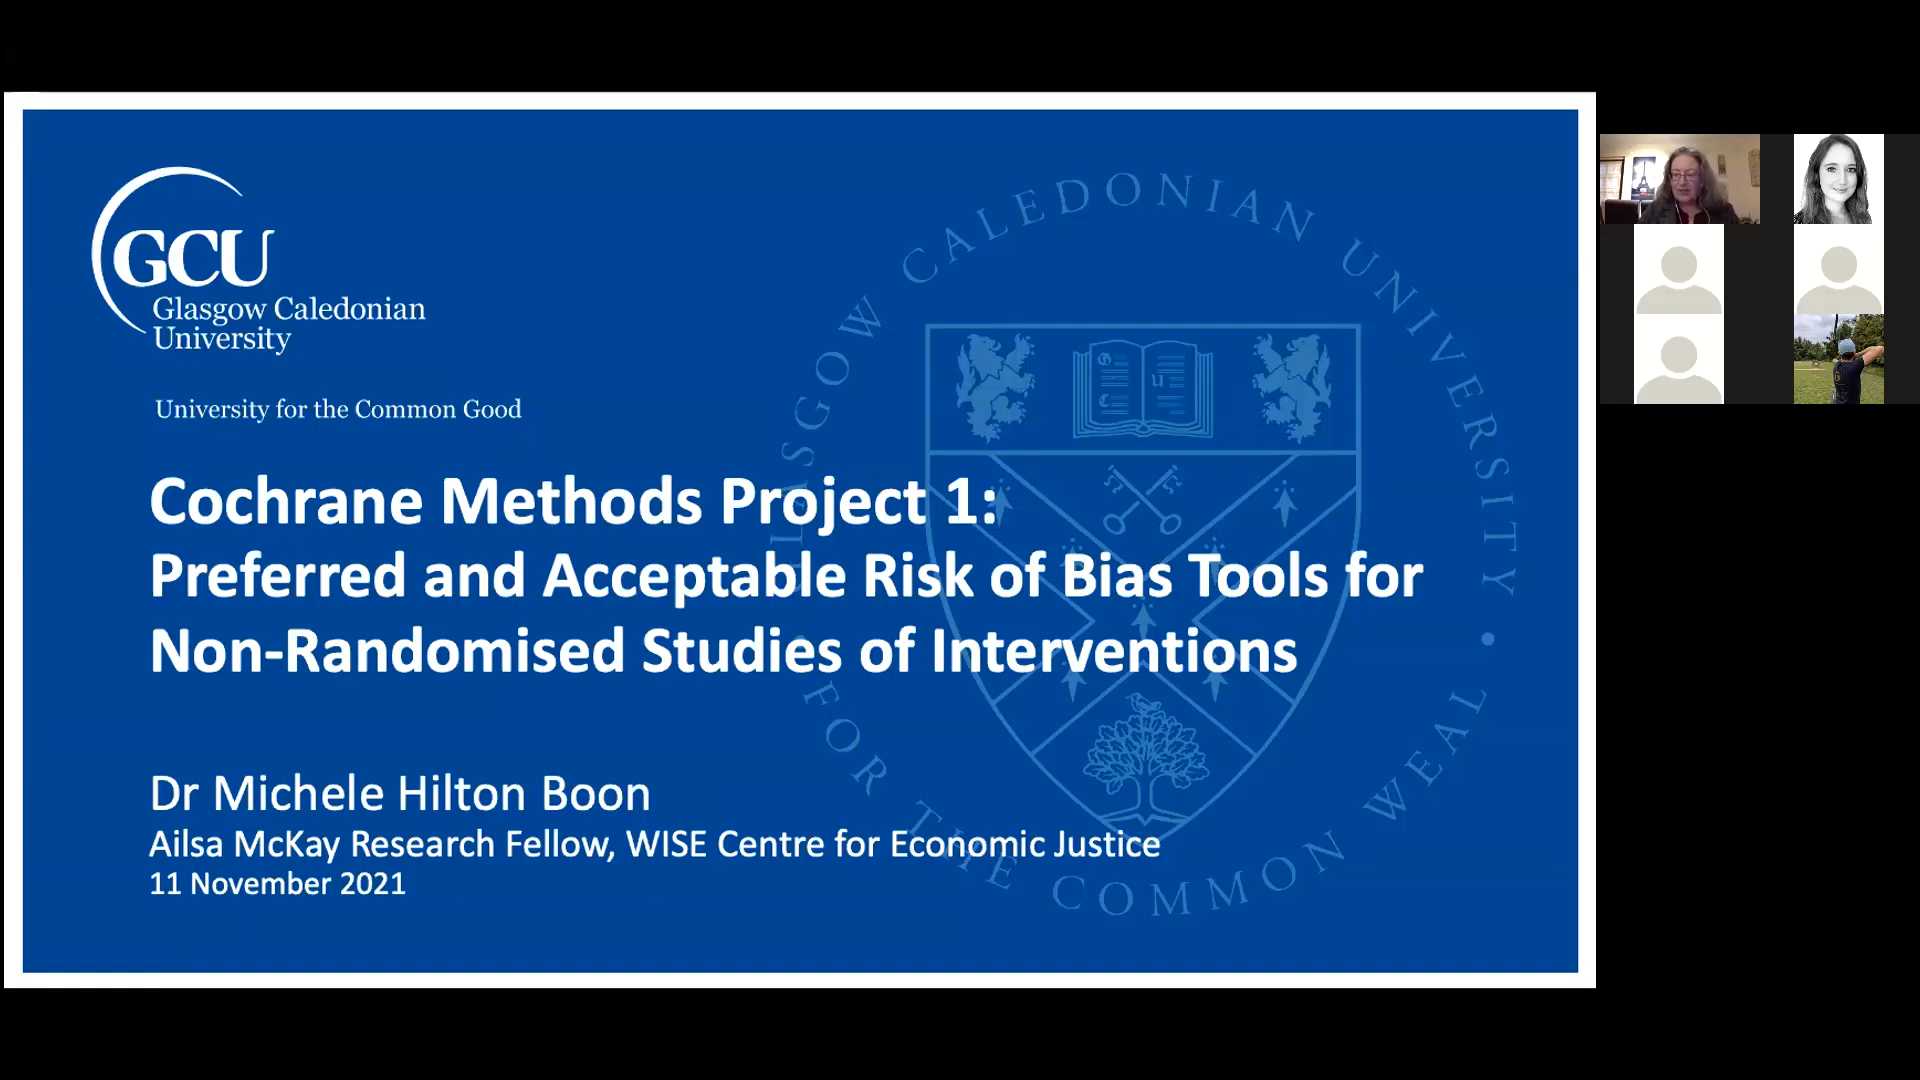 GCU
Glasgow Caledonian
University
University for the Common Good
GLASGOW CALEDONIAN UNIVERSITY • FOR THE COMMON WEAL •
Cochrane Methods Project 1:
Preferred and Acceptable Risk of Bias Tools for
Non-Randomised Studies of Interventions
Dr Michele Hilton Boon
Ailsa McKay Research Fellow, WISE Centre for Economic Justice
11 November 2021